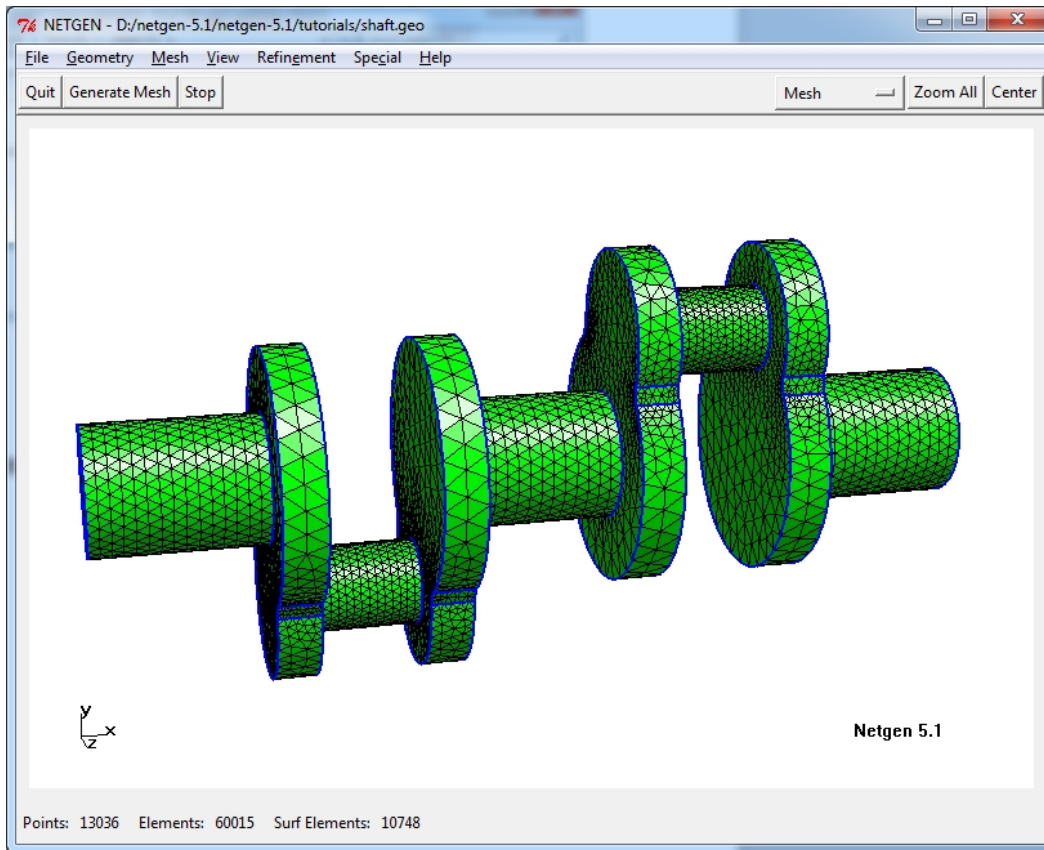 NETGEN - D:/netgen-5.1/netgen-5.1/tutorials/shaft.geo
File Geometry Mesh View Refinement Special Help
Quit Generate Mesh Stop Mesh Zoom All Center
y
x
z
Netgen 5.1
Points: 13036 Elements: 60015 Surf Elements: 10748